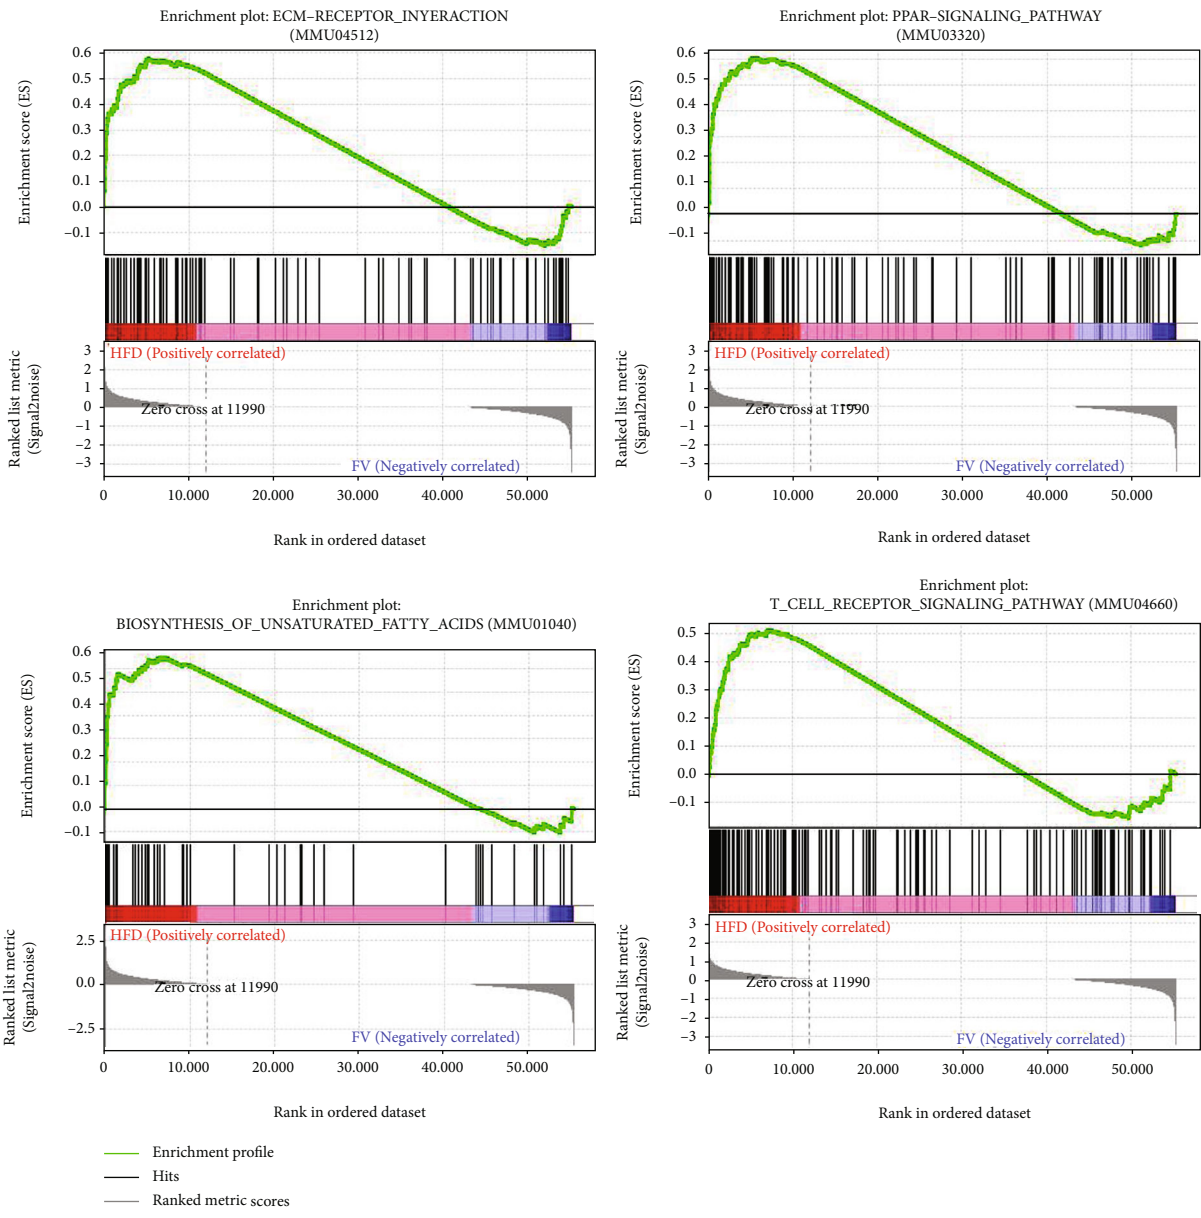 Enrichment plot: ECM–RECEPTOR_INYERACTION
(MMU04512)
0.6
0.5
0.4
0.3
0.2
0.1
0.0
–0.1
Enrichment score (ES)
3
2
1
0
–1
–2
–3
Ranked list metric
(Signal2noise)
HFD (Positively correlated)
Zero cross at 11990
FV (Negatively correlated)
0
10.000
20.000
30.000
40.000
50.000
Rank in ordered dataset
Enrichment plot: PPAR–SIGNALING_PATHWAY
(MMU03320)
0.6
0.5
0.4
0.3
0.2
0.1
0.0
–0.1
Enrichment score (ES)
3
2
1
0
–1
–2
–3
Ranked list metric
(Signal2noise)
HFD (Positively correlated)
Zero cross at 11990
FV (Negatively correlated)
0
10.000
20.000
30.000
40.000
50.000
Rank in ordered dataset
Enrichment plot:
BIOSYNTHESIS_OF_UNSATURATED_FATTY_ACIDS (MMU01040)
0.6
0.5
0.4
0.3
0.2
0.1
0.0
–0.1
Enrichment score (ES)
2.5
0.0
–2.5
Ranked list metric
(Signal2noise)
HFD (Positively correlated)
Zero cross at 11990
FV (Negatively correlated)
0
10.000
20.000
30.000
40.000
50.000
Rank in ordered dataset
Enrichment plot:
T_CELL_RECEPTOR_SIGNALING_PATHWAY (MMU04660)
0.5
0.4
0.3
0.2
0.1
0.0
–0.1
Enrichment score (ES)
3
2
1
0
–1
–2
–3
Ranked list metric
(Signal2noise)
HFD (Positively correlated)
Zero cross at 11990
FV (Negatively correlated)
0
10.000
20.000
30.000
40.000
50.000
Rank in ordered dataset
Enrichment profile
Hits
Ranked metric scores